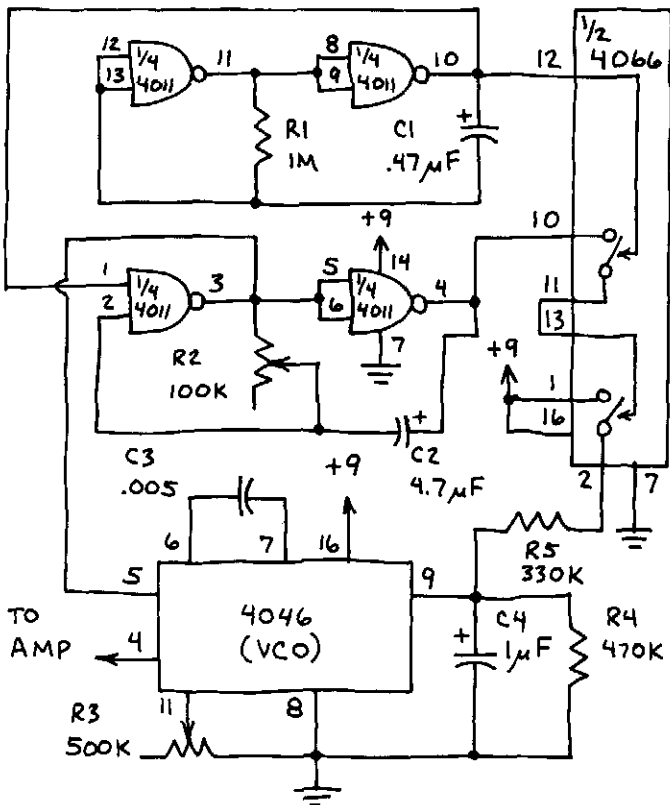 12
13
1/4
4011
11
8
9
1/4
4011
10
12
1/2
4066
R1
1M
C1
+
.47µF
+9
10
1
2
1/4
4011
3
5
6
1/4
4011
14
4
7
11
13
R2
100K
+9
1
16
C3
.005
+
C2
4.7µF
+9
2
7
6
7
16
R5
330K
5
9
TO
AMP
4
4046
(VCO)
+
C4
1µF
R4
470K
11
8
R3
500K